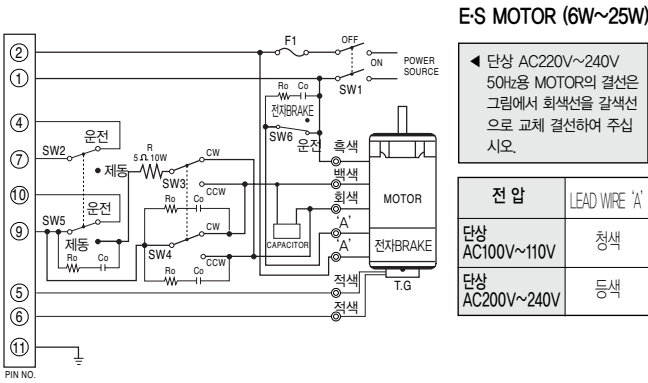 E·S MOTOR (6W~25W)
◀ 단상 AC220V~240V
50Hz용 MOTOR의 결선은
그림에서 회색선을 갈색선
으로 교체 결선하여 주십
시오.
전 압 LEAD WIRE 'A'
단상
AC100V~110V
청색
단상
AC200V~240V
등색
②
①
④
⑦
⑩
⑨
⑤
⑥
⑪
PIN NO.
F1
OFF
ON
POWER
SOURCE
SW1
Ro Co
전자BRAKE
SW6
운전
SW2
운전
제동
R
5Ω 10W
SW3
CW
CCW
Ro Co
SW5
운전
제동
Ro Co
SW4
CW
CCW
Ro Co
CAPACITOR
흑색
백색
회색
'A'
'A'
적색
적색
MOTOR
전자BRAKE
T.G